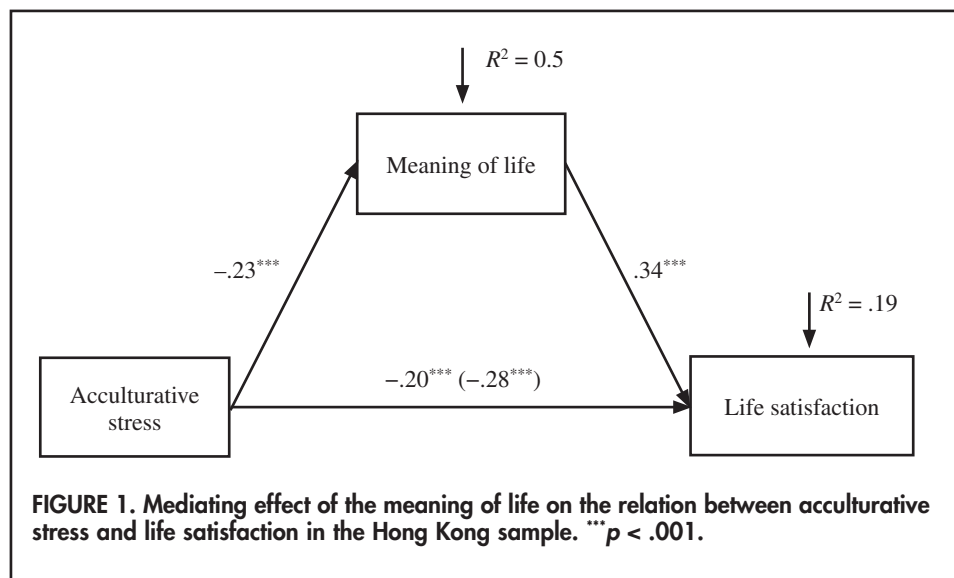 R² = 0.5
Meaning of life
–.23***
.34***
R² = .19
Acculturative
stress
–.20*** (–.28***)
Life satisfaction
FIGURE 1. Mediating effect of the meaning of life on the relation between acculturative
stress and life satisfaction in the Hong Kong sample. ***p < .001.